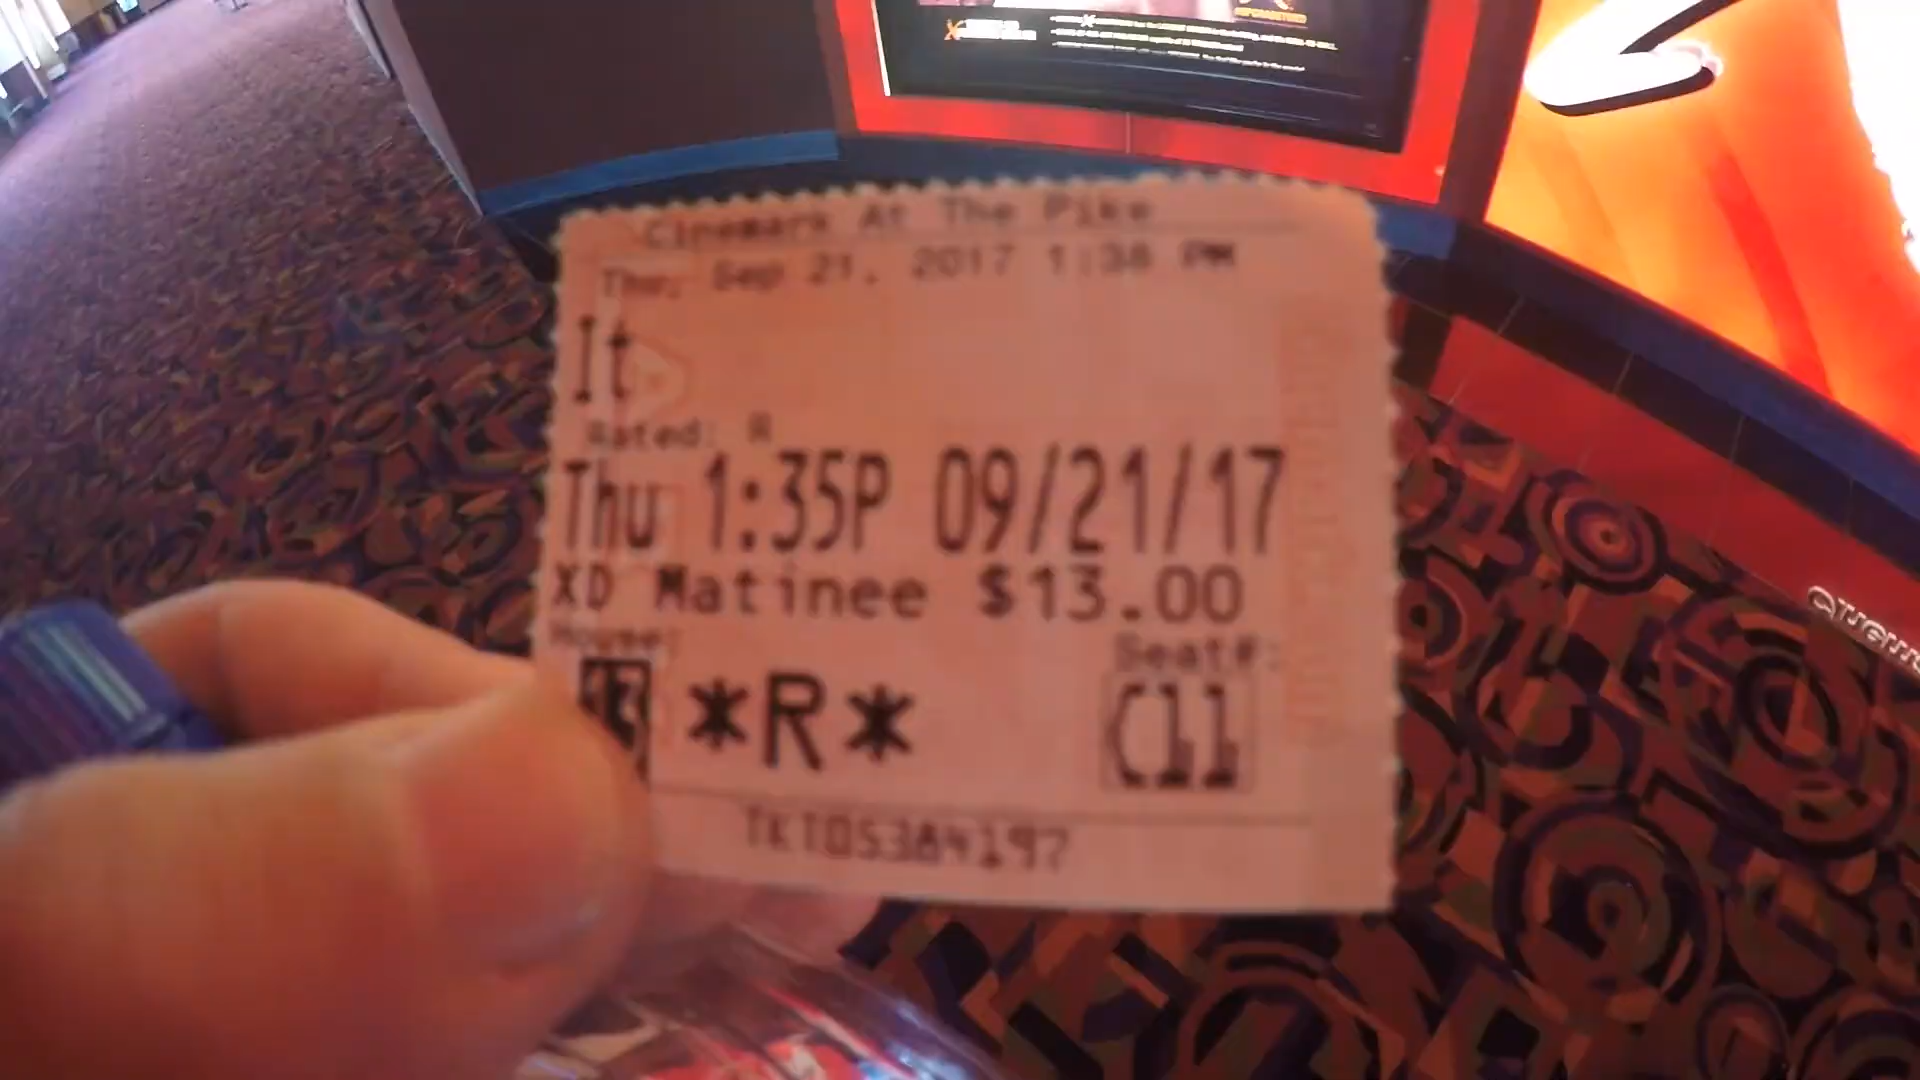 Cinemark At The Pike
Thu, Sep 21, 2017 1:38 PM
It
Rated: R
Thu 1:35P 09/21/17
XD Matinee $13.00
House:
Seat#:
13 *R* C11
TKT05384197